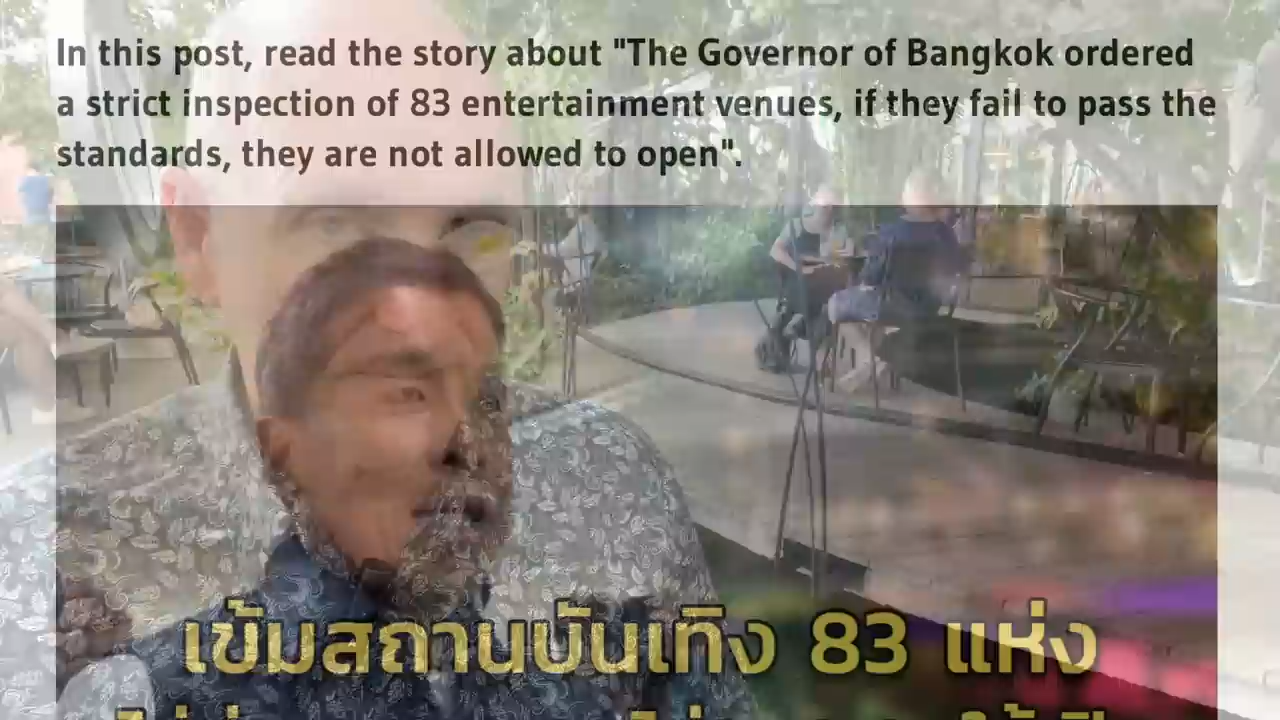 In this post, read the story about "The Governor of Bangkok ordered
a strict inspection of 83 entertainment venues, if they fail to pass the
standards, they are not allowed to open".
เข้มสถานบันเทิง 83 แห่ง